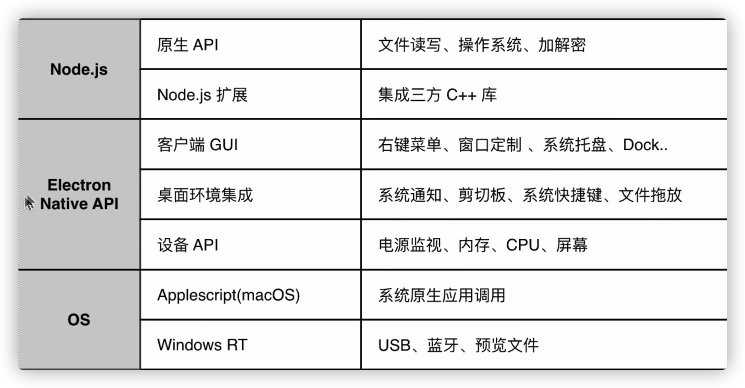 Node.js
原生 API
文件读写、操作系统、加解密
Node.js 扩展
集成三方 C++ 库
Electron
Native API
客户端 GUI
右键菜单、窗口定制 、系统托盘、Dock..
桌面环境集成
系统通知、剪切板、系统快捷键、文件拖放
设备 API
电源监视、内存、CPU、屏幕
OS
Applescript(macOS)
系统原生应用调用
Windows RT
USB、蓝牙、预览文件